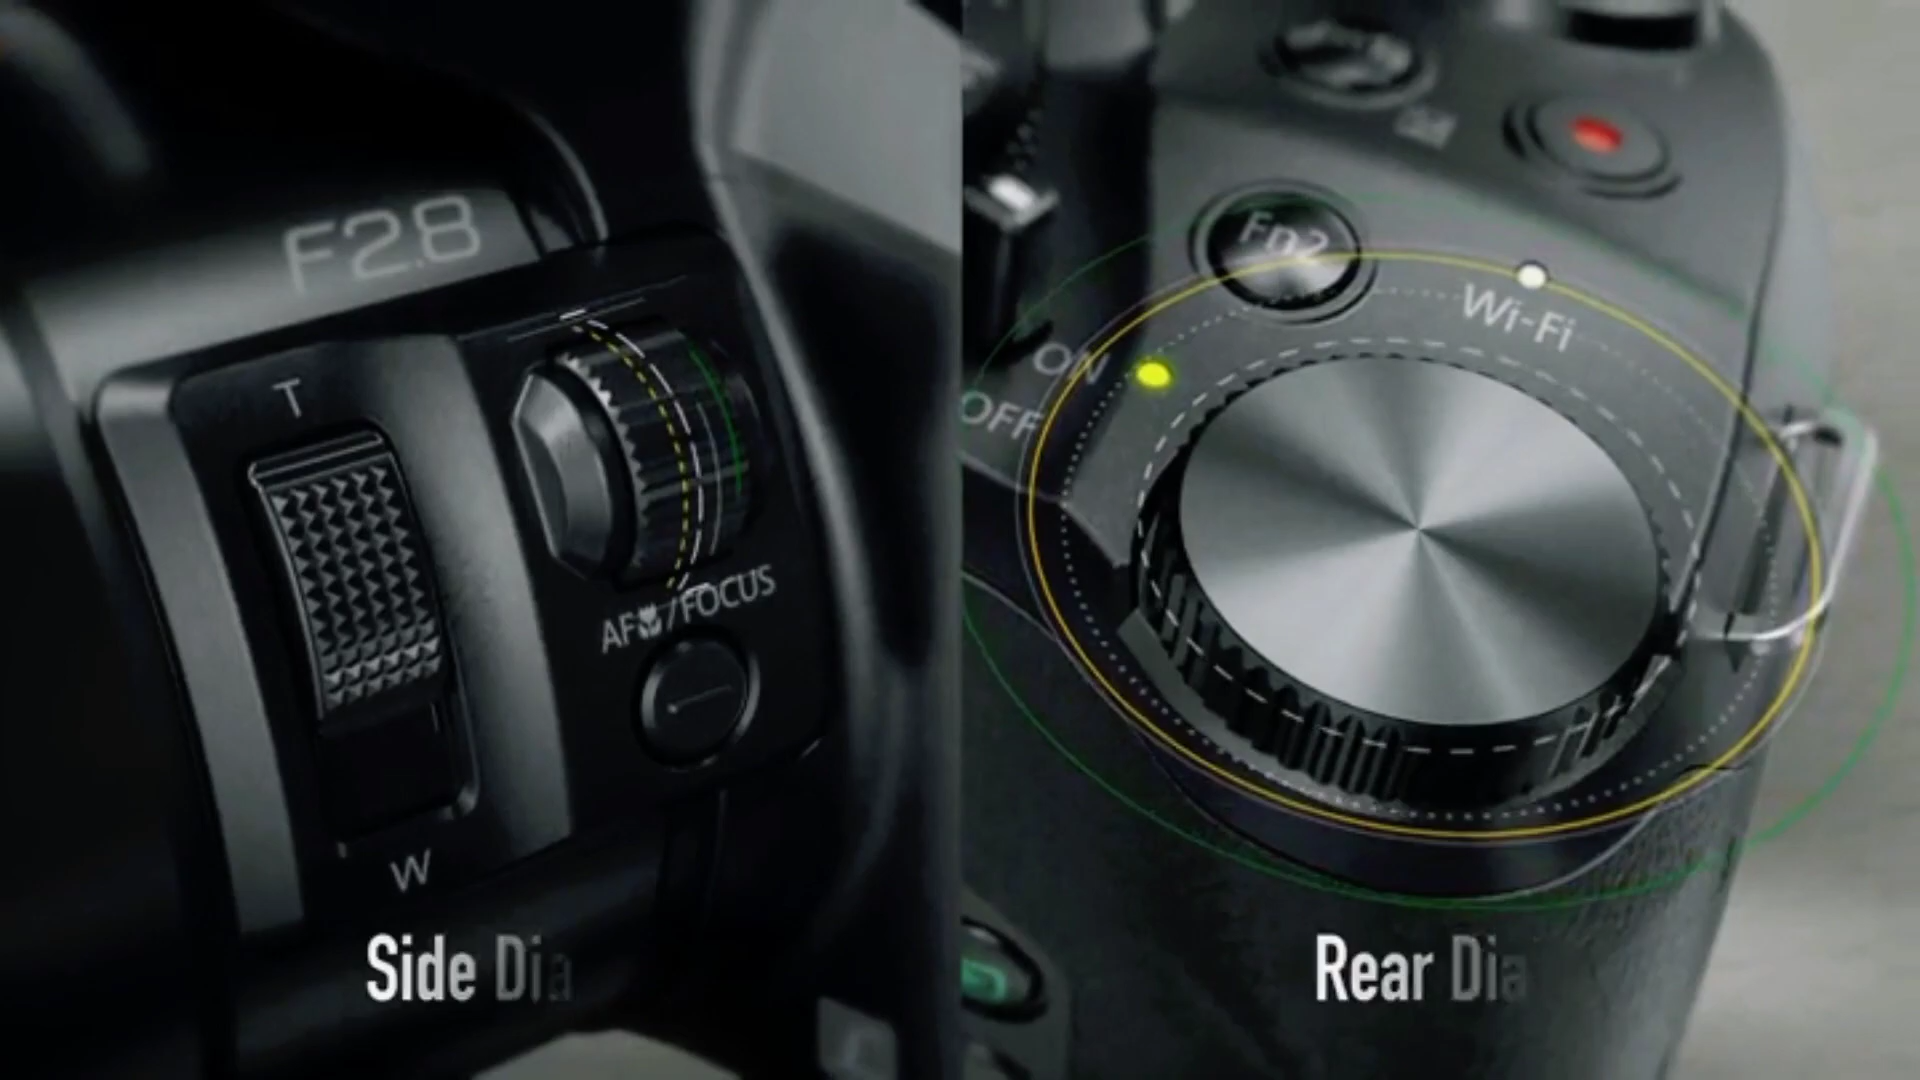 F2.8
T
AF/FOCUS
W
Side Dia
Fn2
Wi-Fi
ON
OFF
Rear Dia